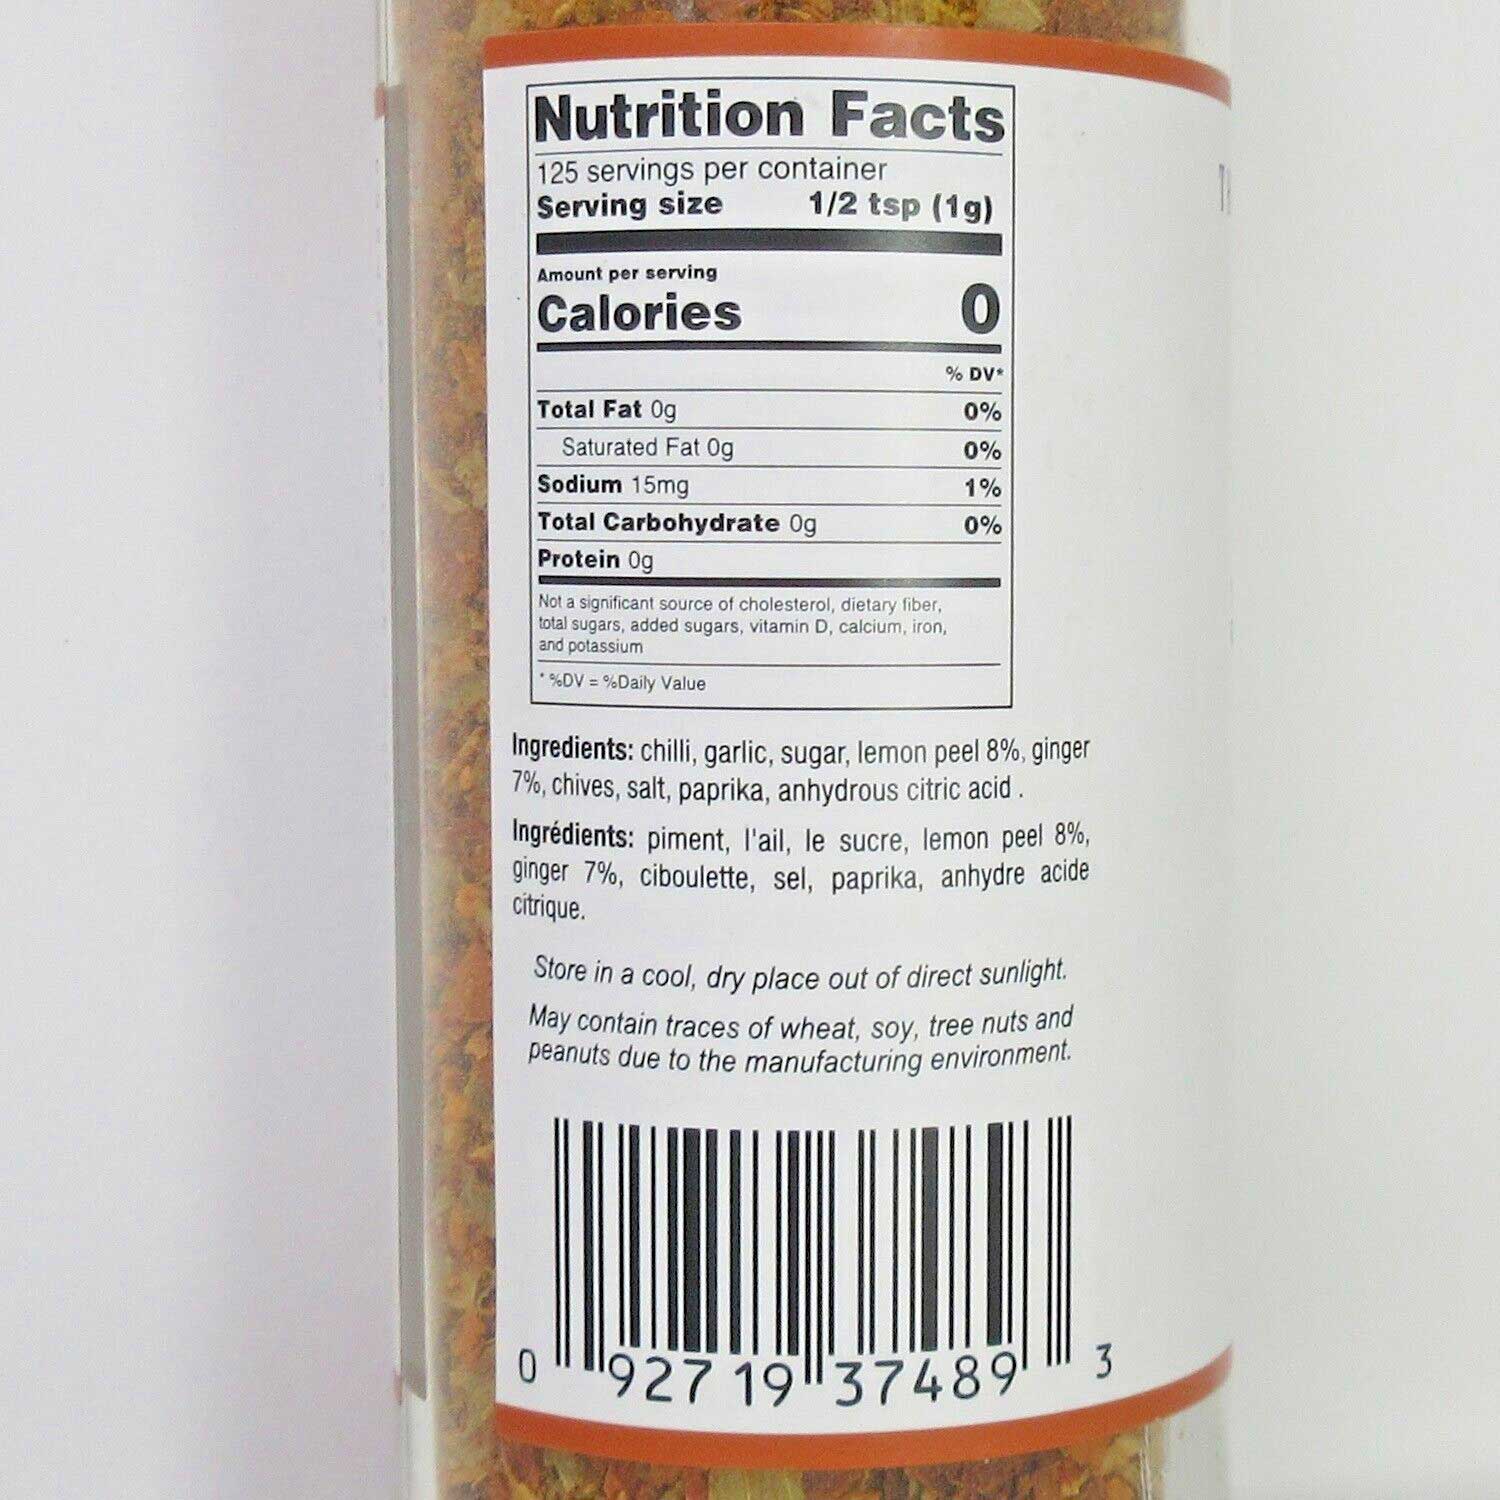 Nutrition Facts
125 servings per container
Serving size 1/2 tsp (1g)
Amount per serving
Calories 0
% DV*
Total Fat 0g 0%
Saturated Fat 0g 0%
Sodium 15mg 1%
Total Carbohydrate 0g 0%
Protein 0g
Not a significant source of cholesterol, dietary fiber,
total sugars, added sugars, vitamin D, calcium, iron,
and potassium
* %DV = %Daily Value
Ingredients: chilli, garlic, sugar, lemon peel 8%, ginger
7%, chives, salt, paprika, anhydrous citric acid .
Ingrédients: piment, l'ail, le sucre, lemon peel 8%,
ginger 7%, ciboulette, sel, paprika, anhydre acide
citrique.
Store in a cool, dry place out of direct sunlight.
May contain traces of wheat, soy, tree nuts and
peanuts due to the manufacturing environment.
0 92719 37489 3